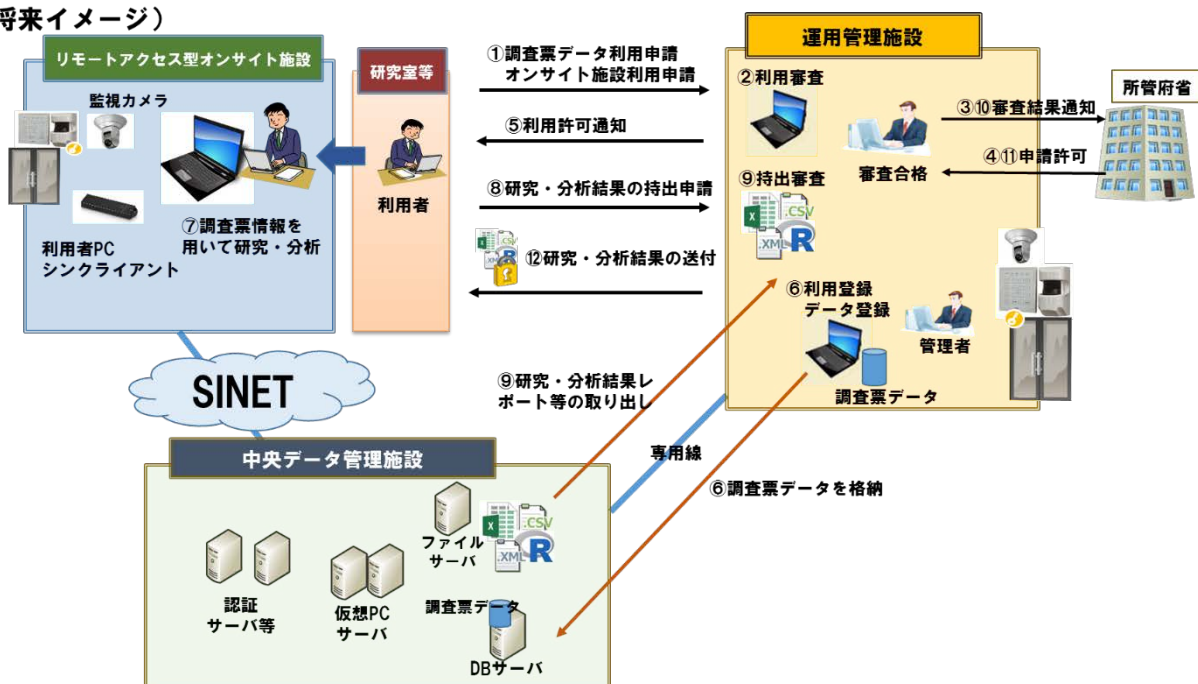 将来イメージ）
リモートアクセス型オンサイト施設
監視カメラ
利用者PC
シンクライアント
⑦調査票情報を
用いて研究・分析
研究室等
利用者
①調査票データ利用申請
オンサイト施設利用申請
⑤利用許可通知
⑧研究・分析結果の持出申請
⑫研究・分析結果の送付
運用管理施設
②利用審査
審査合格
⑨持出審査
X
.CSV
.XML
R
⑥利用登録
データ登録
管理者
調査票データ
③⑩審査結果通知
④⑪申請許可
所管府省
SINET
⑨研究・分析結果レ
ポート等の取り出し
専用線
⑥調査票データを格納
中央データ管理施設
認証
サーバ等
仮想PC
サーバ
ファイル
サーバ
X
.CSV
.XML
R
調査票データ
DBサーバ